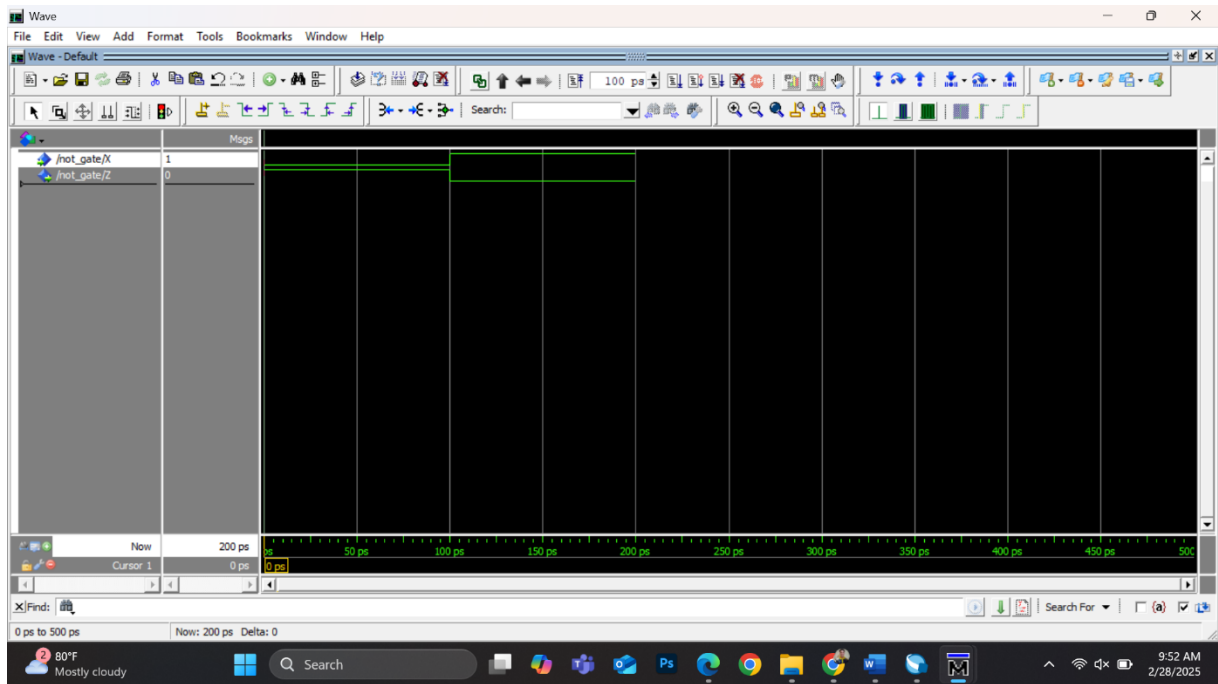 Wave
File Edit View Add Format Tools Bookmarks Window Help
Wave - Default
100 ps
Search:
Msgs
/not_gate/X 1
/not_gate/Z 0
Now 200 ps
ps 50 ps 100 ps 150 ps 200 ps 250 ps 300 ps 350 ps 400 ps 450 ps 500
Cursor 1 0 ps 0 ps
Find: Search For {a}
0 ps to 500 ps Now: 200 ps Delta: 0
2 80°F
Mostly cloudy
Search
Ps
W
M
9:52 AM
2/28/2025